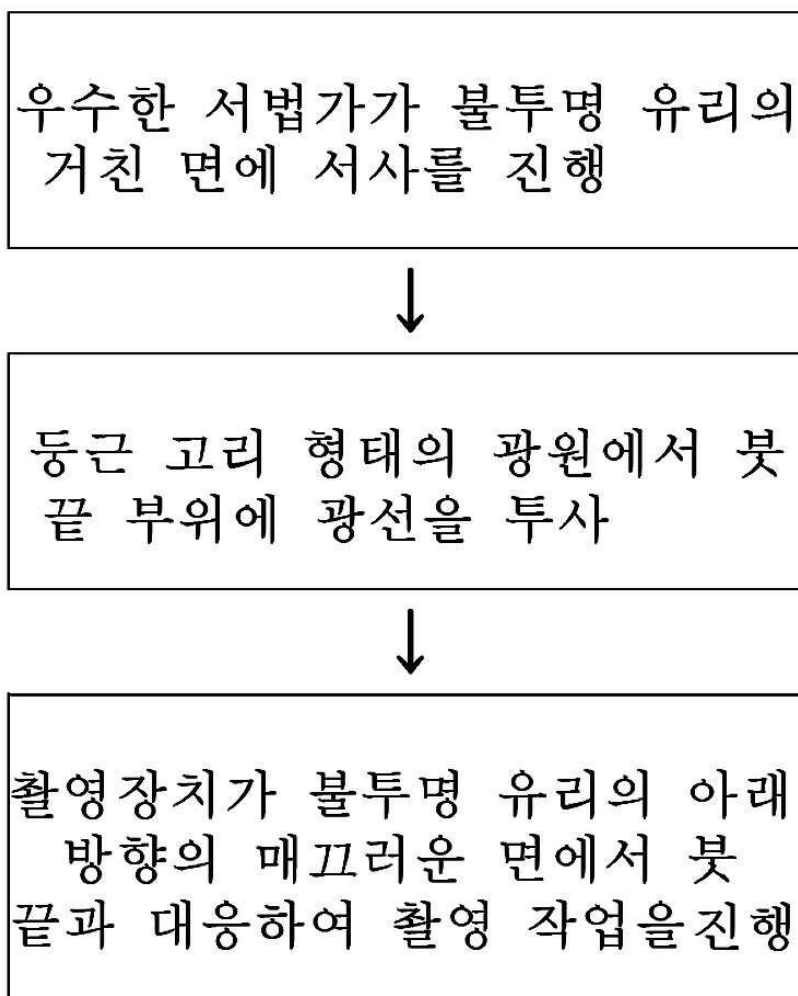 우수한 서법가가 불투명 유리의
거친 면에 서사를 진행
둥근 고리 형태의 광원에서 붓
끝 부위에 광선을 투사
촬영장치가 불투명 유리의 아래
방향의 매끄러운 면에서 붓
끝과 대응하여 촬영 작업을진행